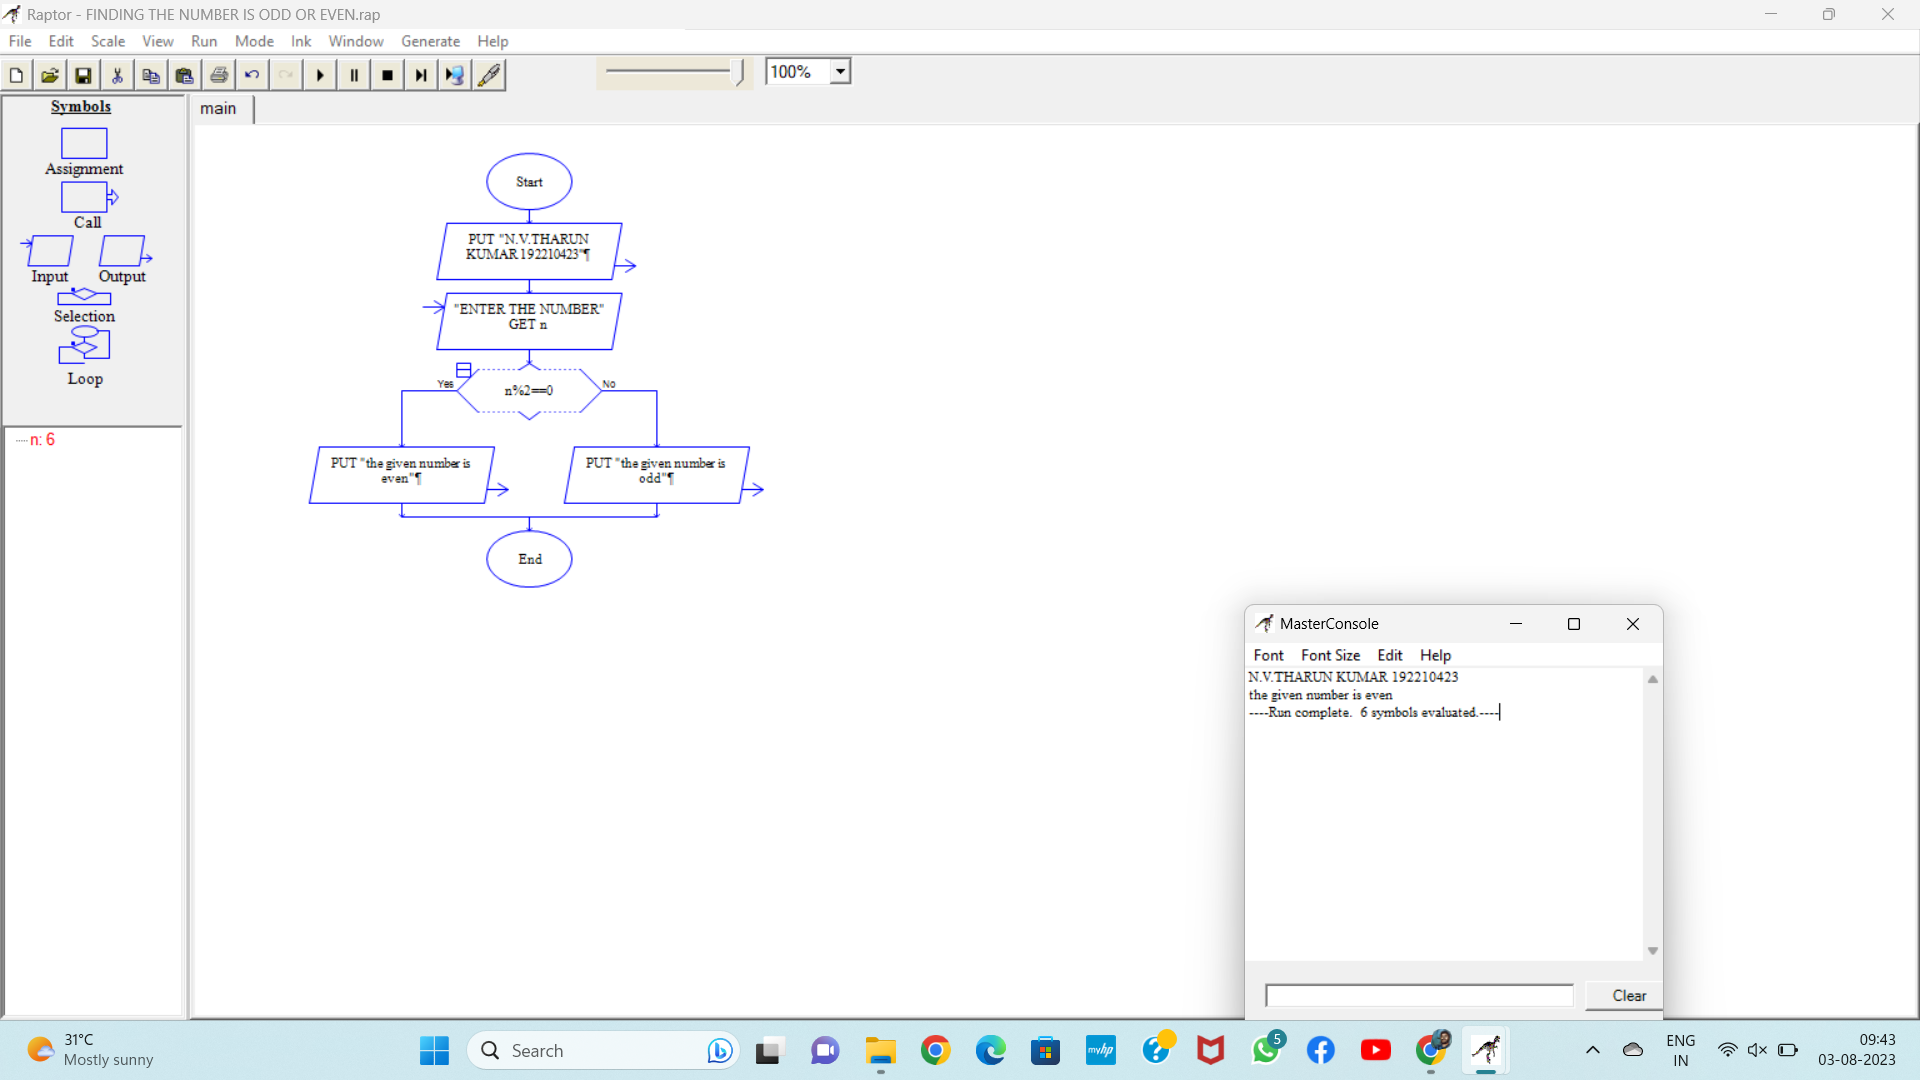 Raptor - FINDING THE NUMBER IS ODD OR EVEN.rap
File Edit Scale View Run Mode Ink Window Generate Help
100%
Symbols
Assignment
Call
Input Output
Selection
Loop
n: 6
main
Start
PUT "N.V.THARUN
KUMAR 192210423"¶
"ENTER THE NUMBER"
GET n
Yes
n%2==0
No
PUT "the given number is
even"¶
PUT "the given number is
odd"¶
End
MasterConsole
Font Font Size Edit Help
N.V.THARUN KUMAR 192210423
the given number is even
----Run complete.  6 symbols evaluated.----
Clear
31°C
Mostly sunny
Search
myhp
5
ENG
IN
09:43
03-08-2023